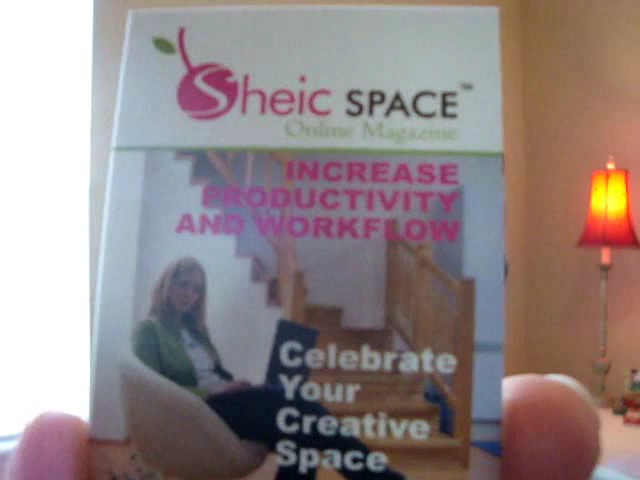 Sheic SPACE™
Online Magazine
INCREASE
PRODUCTIVITY
AND WORKFLOW
Celebrate
Your
Creative
Space